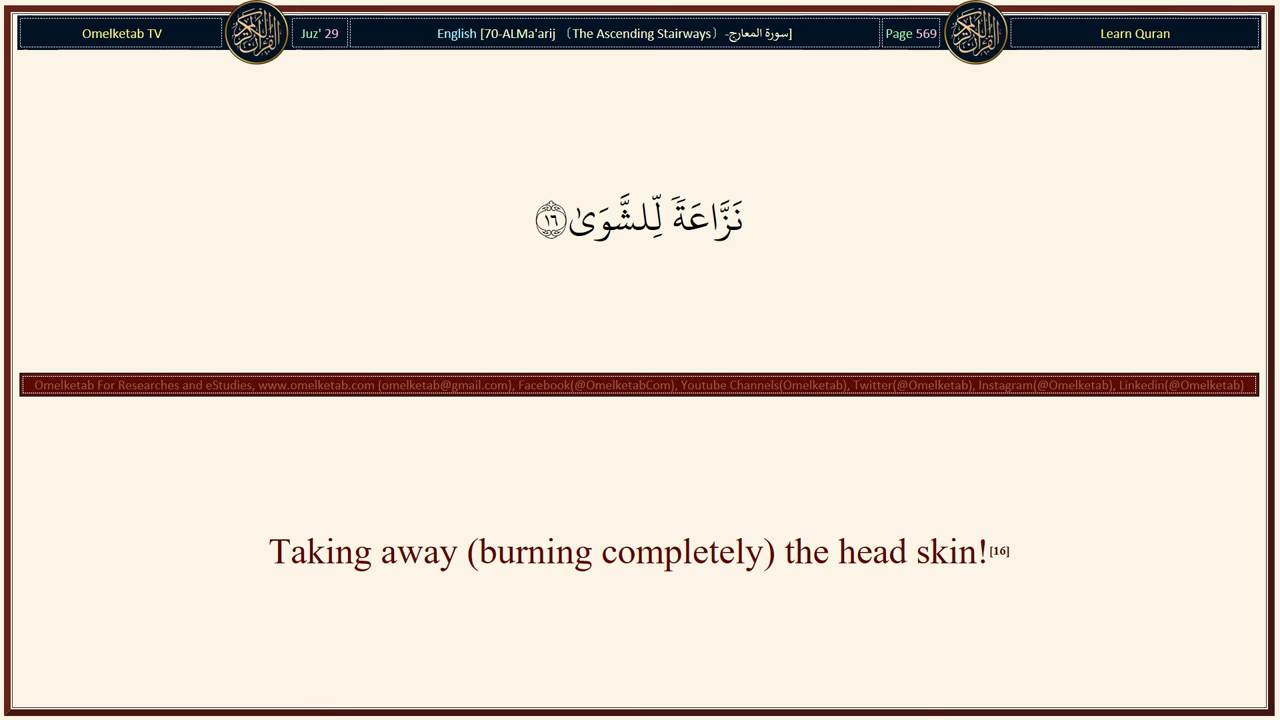 Omelketab TV
Juz' 29
English [70-ALMa'arij 〔The Ascending Stairways〕-سورة المعارج]
Page 569
Learn Quran
نَزَّاعَةٗ لِّلشَّوَىٰ ١٦
Omelketab For Researches and eStudies, www.omelketab.com (omelketab@gmail.com), Facebook(@OmelketabCom), Youtube Channels(Omelketab), Twitter(@Omelketab), Instagram(@Omelketab), Linkedin(@Omelketab)
Taking away (burning completely) the head skin![16]